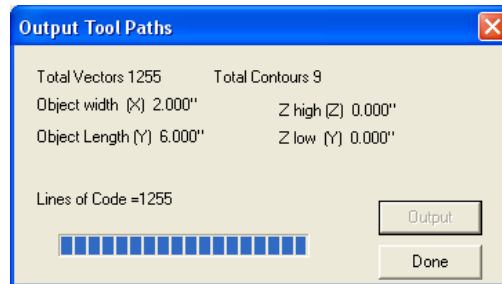 Output Tool Paths
Total Vectors 1255 Total Contours 9
Object width (X) 2.000" Z high (Z) 0.000"
Object Length (Y) 6.000" Z low (Y) 0.000"
Lines of Code =1255
Output
Done